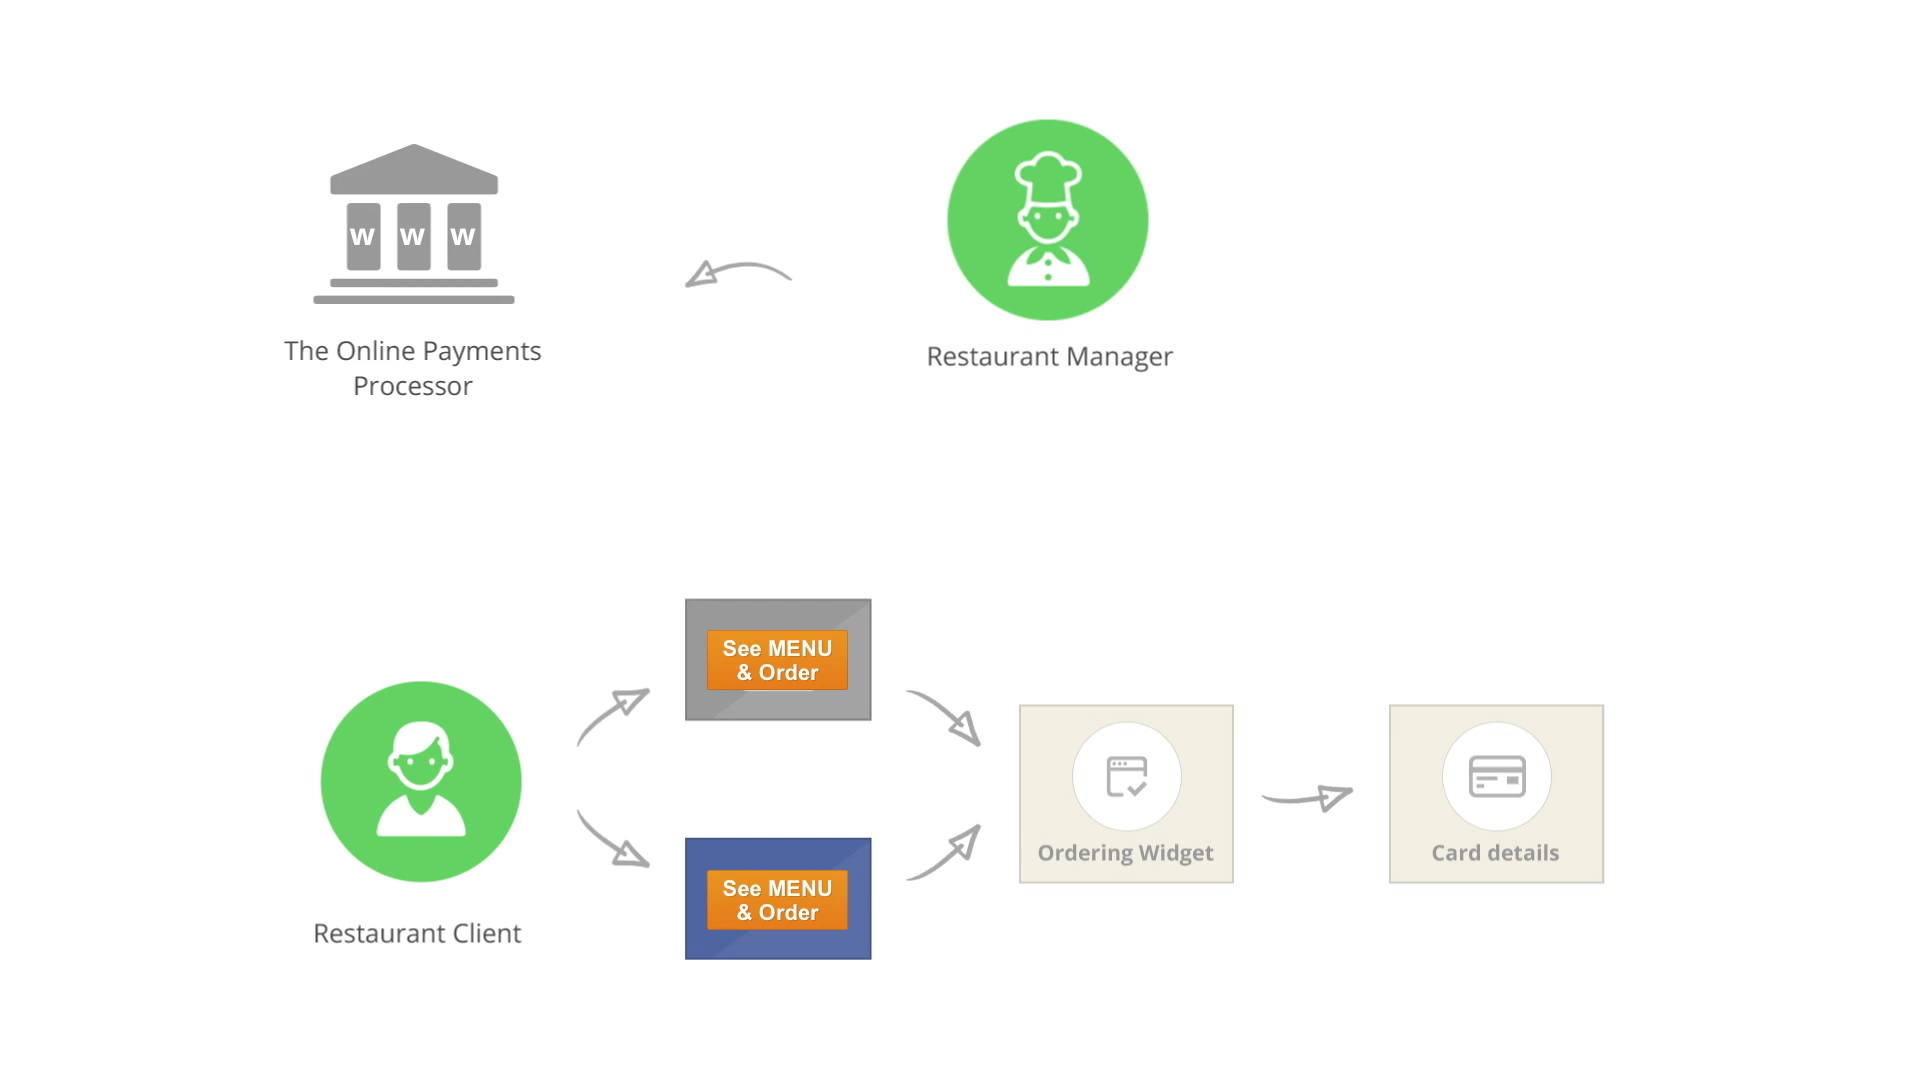 W W W
The Online Payments
Processor
Restaurant Manager
See MENU
& Order
See MENU
& Order
Ordering Widget
Card details
Restaurant Client